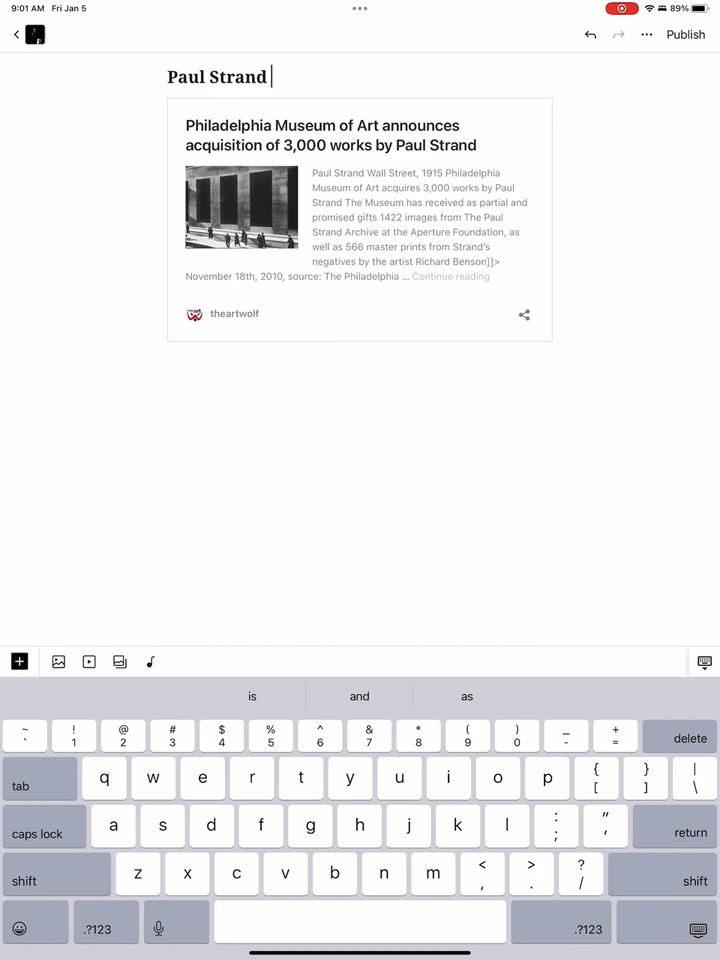 9:01 AM Fri Jan 5
89%
Publish
Paul Strand
Philadelphia Museum of Art announces
acquisition of 3,000 works by Paul Strand
Paul Strand Wall Street, 1915 Philadelphia
Museum of Art acquires 3,000 works by Paul
Strand The Museum has received as partial and
promised gifts 1422 images from The Paul
Strand Archive at the Aperture Foundation, as
well as 566 master prints from Strand's
negatives by the artist Richard Benson]]>
November 18th, 2010, source: The Philadelphia ... Continue reading
theartwolf
is and as
~ ! @ # $ % ^ & * ( ) _ +
` 1 2 3 4 5 6 7 8 9 0 - = delete
tab q w e r t y u i o p { [ } ] | \
caps lock a s d f g h j k l : ; " ' return
shift z x c v b n m < , > . ? / shift
.?123 .?123